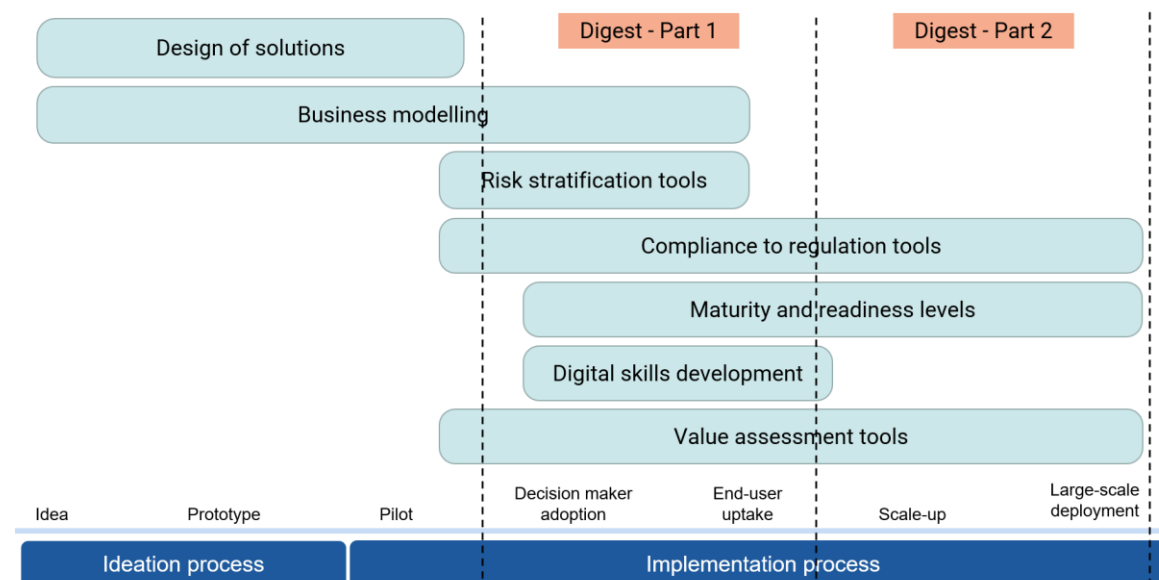 Digest - Part 1
Digest - Part 2
Design of solutions
Business modelling
Risk stratification tools
Compliance to regulation tools
Maturity and readiness levels
Digital skills development
Value assessment tools
Idea
Prototype
Pilot
Decision maker
adoption
End-user
uptake
Scale-up
Large-scale
deployment
Ideation process
Implementation process